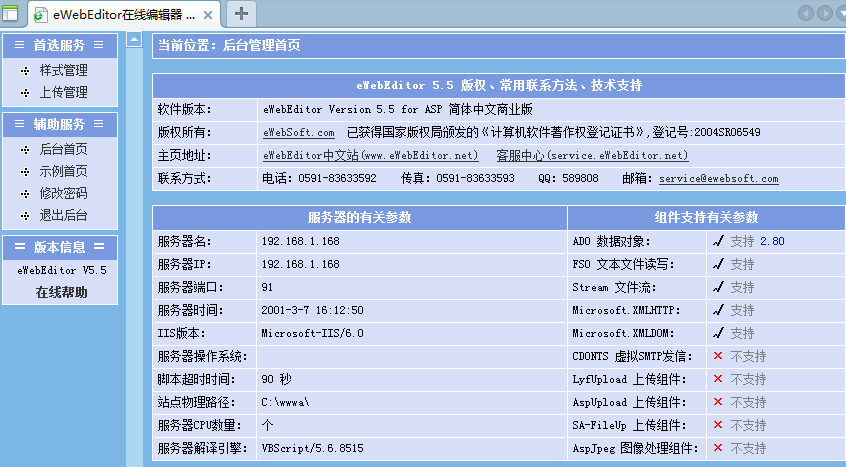 eWebEditor在线编辑器 ...
首选服务
样式管理
上传管理
辅助服务
后台首页
示例首页
修改密码
退出后台
版本信息
eWebEditor V5.5
在线帮助
当前位置：后台管理首页
eWebEditor 5.5 版权、常用联系方法、技术支持
软件版本： eWebEditor Version 5.5 for ASP 简体中文商业版
版权所有： eWebSoft.com 已获得国家版权局颁发的《计算机软件著作权登记证书》,登记号:2004SR06549
主页地址： eWebEditor中文站(www.eWebEditor.net) 客服中心(service.eWebEditor.net)
联系方式： 电话：0591-83633592 传真：0591-83633593 QQ：589808 邮箱：service@ewebsoft.com
服务器的有关参数 组件支持有关参数
服务器名： 192.168.1.168 ADO 数据对象： ✓ 支持 2.80
服务器IP： 192.168.1.168 FSO 文本文件读写： ✓ 支持
服务器端口： 91 Stream 文件流： ✓ 支持
服务器时间： 2001-3-7 16:12:50 Microsoft.XMLHTTP： ✓ 支持
IIS版本： Microsoft-IIS/6.0 Microsoft.XMLDOM： ✓ 支持
服务器操作系统： CDONTS 虚拟SMTP发信： × 不支持
脚本超时时间： 90 秒 LyfUpload 上传组件： × 不支持
站点物理路径： C:\wwwa\ AspUpload 上传组件： × 不支持
服务器CPU数量： 个 SA-FileUp 上传组件： × 不支持
服务器解译引擎： VBScript/5.6.8515 AspJpeg 图像处理组件： × 不支持